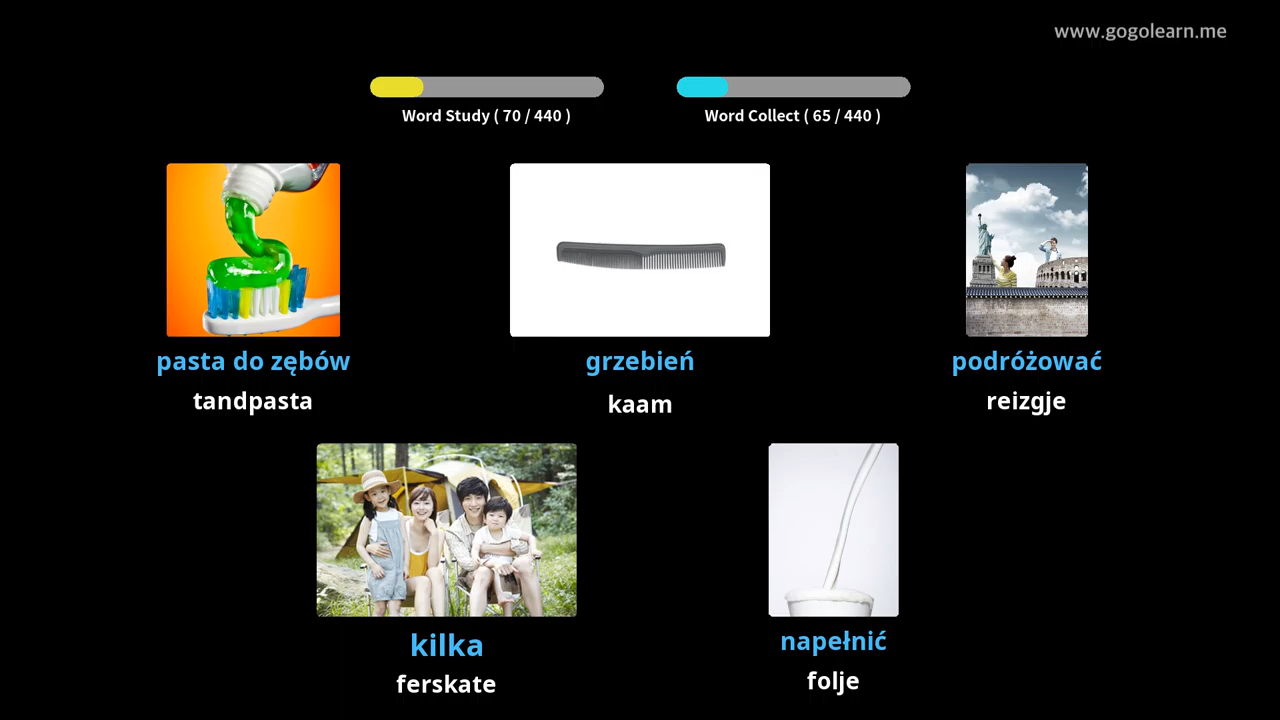 www.gogolearn.me
Word Study ( 70 / 440 )
Word Collect ( 65 / 440 )
pasta do zębów
tandpasta
grzebień
kaam
podróżować
reizgje
kilka
ferskate
napełnić
folje